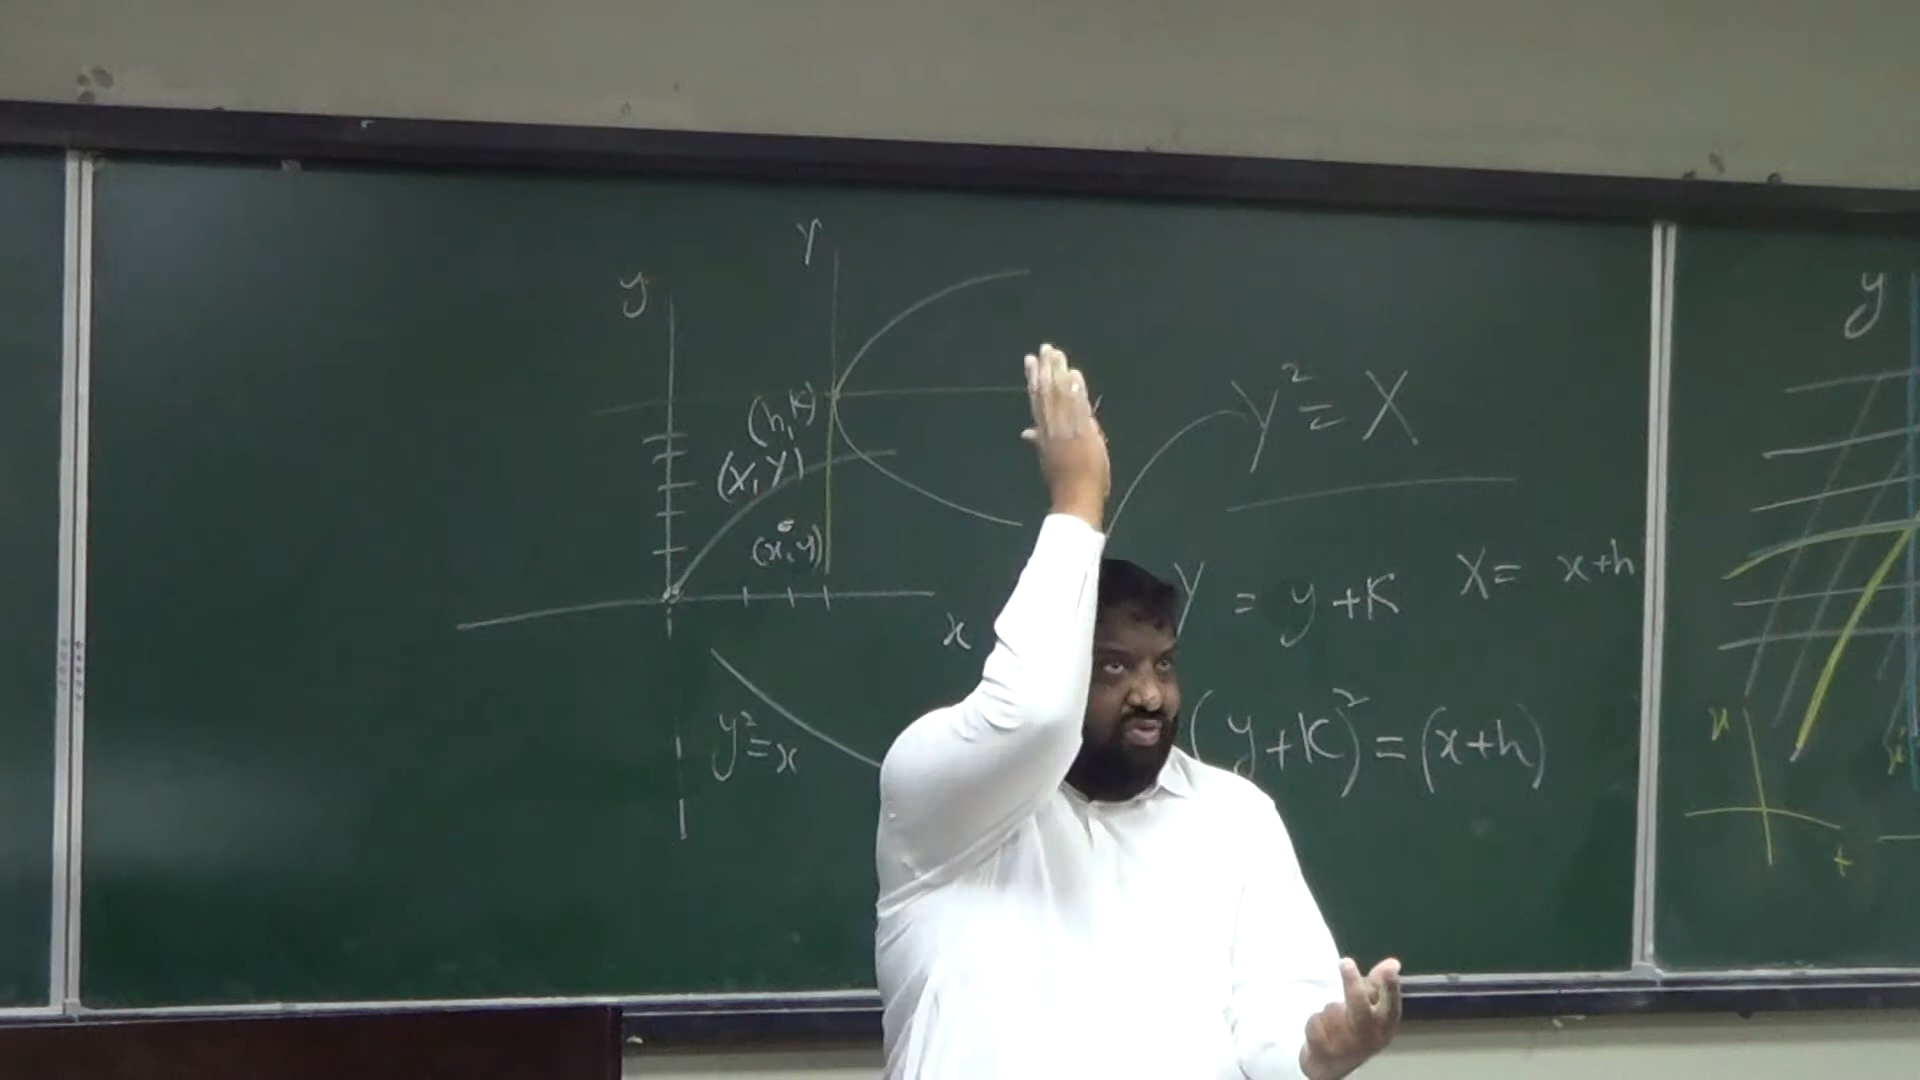 y
Y
(h, K)
(X, Y)
(x, y)
x
y² = x
Y² = X
Y = y + K
X = x + h
(y + K)² = (x + h)
y
x
t